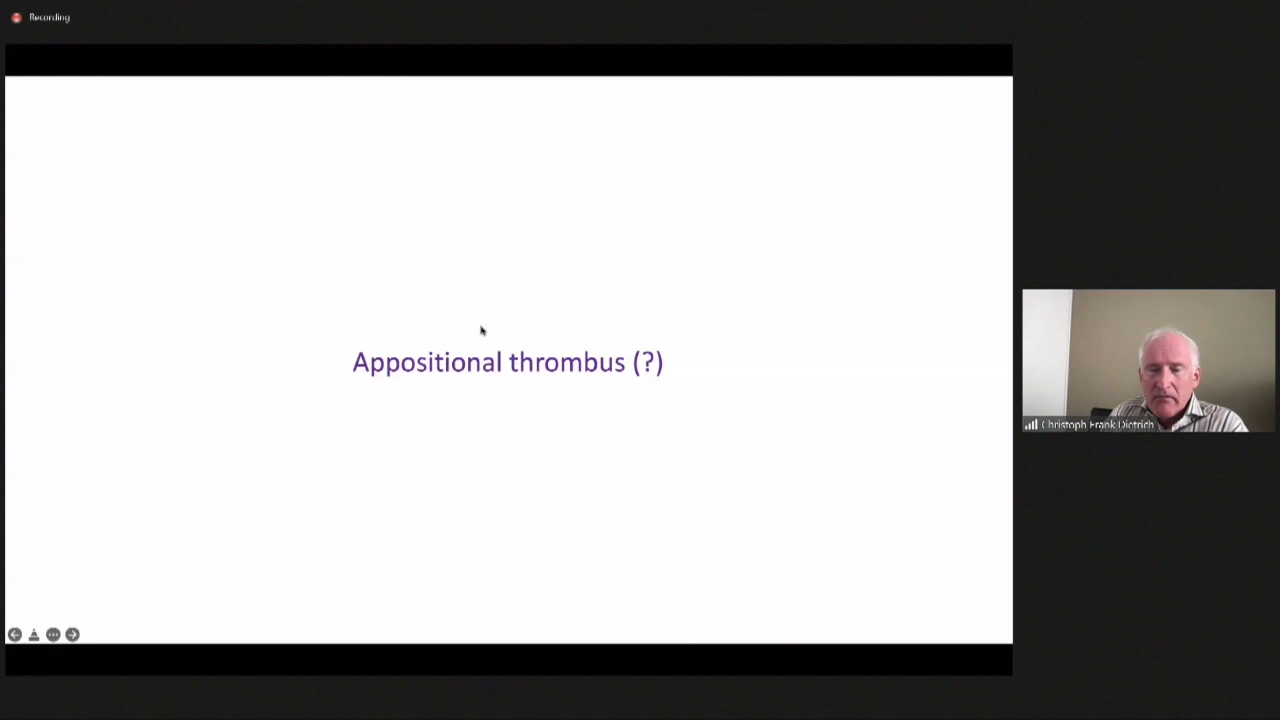 Recording
Appositional thrombus (?)
Christoph Frank Dietrich